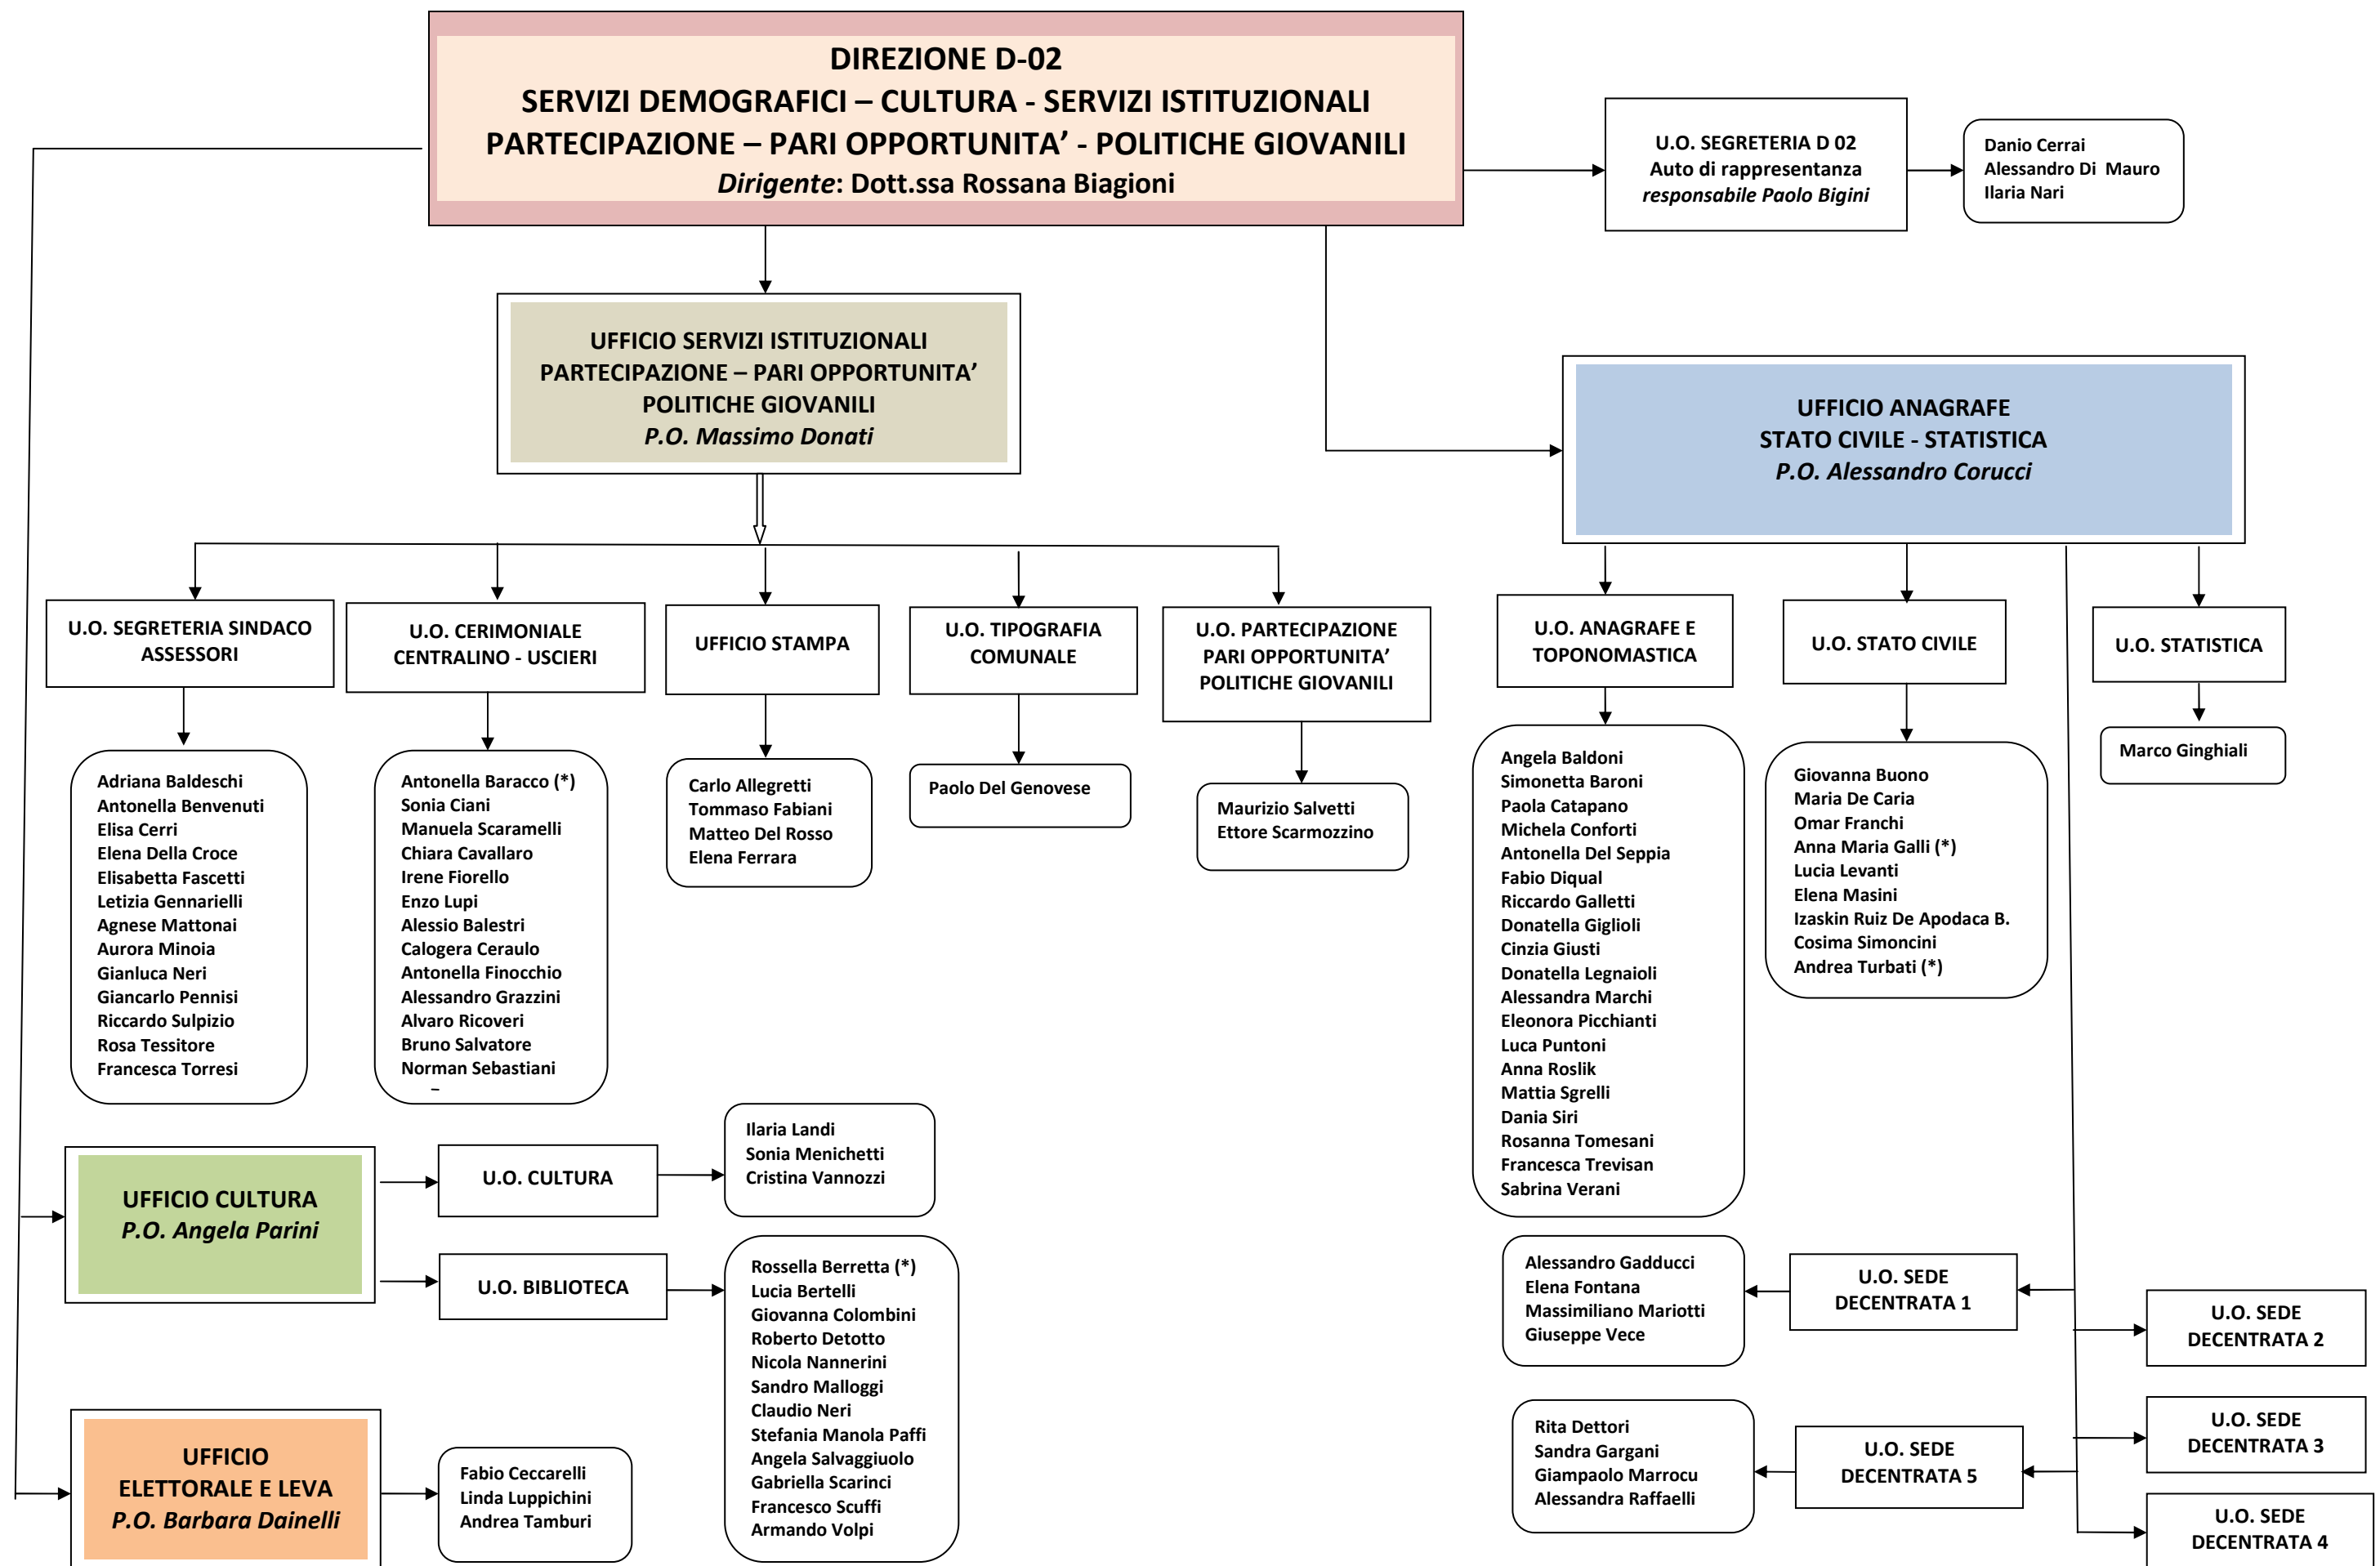 DIREZIONE D-02
SERVIZI DEMOGRAFICI – CULTURA - SERVIZI ISTITUZIONALI
PARTECIPAZIONE – PARI OPPORTUNITA’ - POLITICHE GIOVANILI
Dirigente: Dott.ssa Rossana Biagioni
U.O. SEGRETERIA D 02
Auto di rappresentanza
responsabile Paolo Bigini
Danio Cerrai
Alessandro Di Mauro
Ilaria Nari
UFFICIO SERVIZI ISTITUZIONALI
PARTECIPAZIONE – PARI OPPORTUNITA’
POLITICHE GIOVANILI
P.O. Massimo Donati
UFFICIO ANAGRAFE
STATO CIVILE - STATISTICA
P.O. Alessandro Corucci
U.O. SEGRETERIA SINDACO
ASSESSORI
U.O. CERIMONIALE
CENTRALINO - USCIERI
UFFICIO STAMPA
U.O. TIPOGRAFIA
COMUNALE
U.O. PARTECIPAZIONE
PARI OPPORTUNITA’
POLITICHE GIOVANILI
U.O. ANAGRAFE E
TOPONOMASTICA
U.O. STATO CIVILE
U.O. STATISTICA
Adriana Baldeschi
Antonella Benvenuti
Elisa Cerri
Elena Della Croce
Elisabetta Fascetti
Letizia Gennarielli
Agnese Mattonai
Aurora Minoia
Gianluca Neri
Giancarlo Pennisi
Riccardo Sulpizio
Rosa Tessitore
Francesca Torresi
Antonella Baracco (*)
Sonia Ciani
Manuela Scaramelli
Chiara Cavallaro
Irene Fiorello
Enzo Lupi
Alessio Balestri
Calogera Ceraulo
Antonella Finocchio
Alessandro Grazzini
Alvaro Ricoveri
Bruno Salvatore
Norman Sebastiani
Carlo Allegretti
Tommaso Fabiani
Matteo Del Rosso
Elena Ferrara
Paolo Del Genovese
Maurizio Salvetti
Ettore Scarmozzino
Angela Baldoni
Simonetta Baroni
Paola Catapano
Michela Conforti
Antonella Del Seppia
Fabio Diqual
Riccardo Galletti
Donatella Giglioli
Cinzia Giusti
Donatella Legnaioli
Alessandra Marchi
Eleonora Picchianti
Luca Puntoni
Anna Roslik
Mattia Sgrelli
Dania Siri
Rosanna Tomesani
Francesca Trevisan
Sabrina Verani
Giovanna Buono
Maria De Caria
Omar Franchi
Anna Maria Galli (*)
Lucia Levanti
Elena Masini
Izaskin Ruiz De Apodaca B.
Cosima Simoncini
Andrea Turbati (*)
Marco Ginghiali
UFFICIO CULTURA
P.O. Angela Parini
U.O. CULTURA
Ilaria Landi
Sonia Menichetti
Cristina Vannozzi
U.O. BIBLIOTECA
Rossella Berretta (*)
Lucia Bertelli
Giovanna Colombini
Roberto Detotto
Nicola Nannerini
Sandro Malloggi
Claudio Neri
Stefania Manola Paffi
Angela Salvaggiuolo
Gabriella Scarinci
Francesco Scuffi
Armando Volpi
Alessandro Gadducci
Elena Fontana
Massimiliano Mariotti
Giuseppe Vece
U.O. SEDE
DECENTRATA 1
U.O. SEDE
DECENTRATA 2
UFFICIO
ELETTORALE E LEVA
P.O. Barbara Dainelli
Fabio Ceccarelli
Linda Luppichini
Andrea Tamburi
Rita Dettori
Sandra Gargani
Giampaolo Marrocu
Alessandra Raffaelli
U.O. SEDE
DECENTRATA 5
U.O. SEDE
DECENTRATA 3
U.O. SEDE
DECENTRATA 4